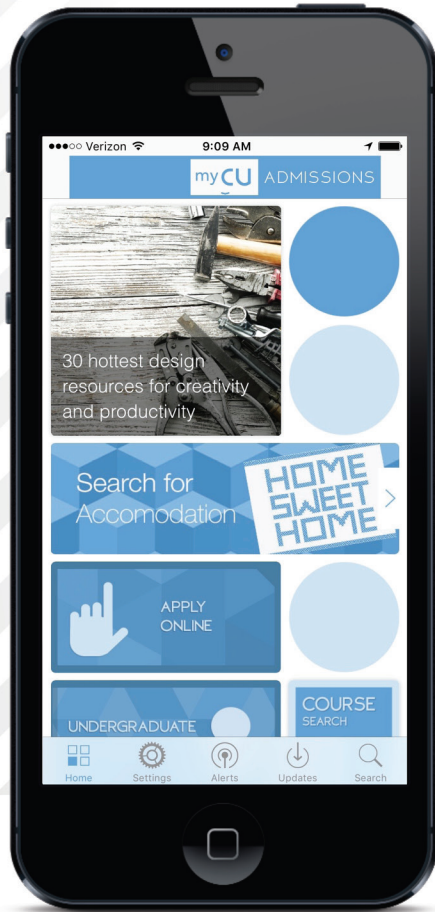 Verizon 9:09 AM
my CU ADMISSIONS
30 hottest design
resources for creativity
and productivity
Search for
Accomodation
HOME
SWEET
HOME
APPLY
ONLINE
UNDERGRADUATE
COURSE
SEARCH
Home Settings Alerts Updates Search